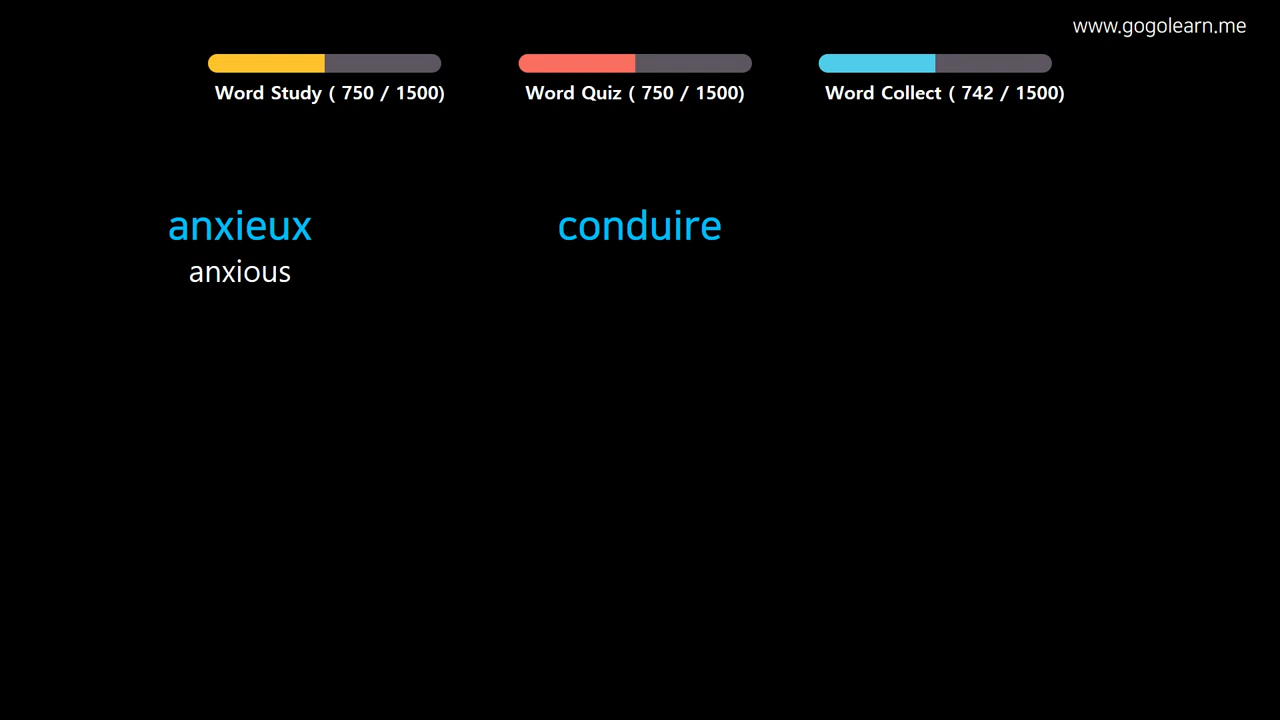 www.gogolearn.me
Word Study ( 750 / 1500)
Word Quiz ( 750 / 1500)
Word Collect ( 742 / 1500)
anxieux
anxious
conduire